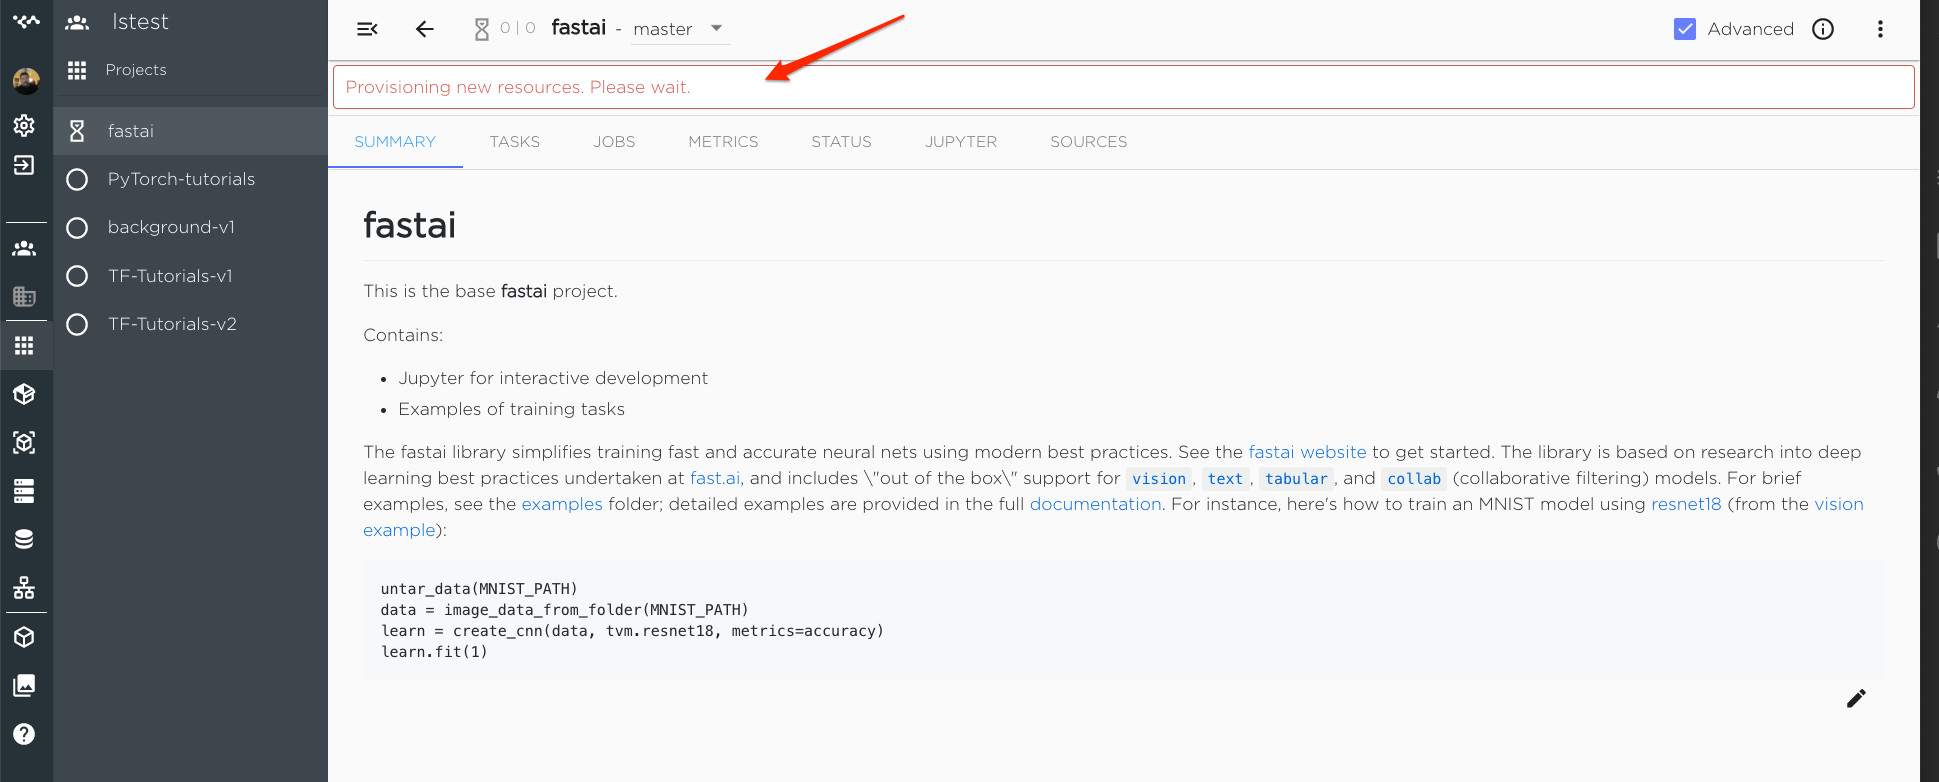 lstest
Projects
fastai
PyTorch-tutorials
background-v1
TF-Tutorials-v1
TF-Tutorials-v2
0 | 0 fastai - master
Advanced
Provisioning new resources. Please wait.
SUMMARY TASKS JOBS METRICS STATUS JUPYTER SOURCES
fastai
This is the base fastai project.
Contains:
• Jupyter for interactive development
• Examples of training tasks
The fastai library simplifies training fast and accurate neural nets using modern best practices. See the fastai website to get started. The library is based on research into deep
learning best practices undertaken at fast.ai, and includes \"out of the box\" support for vision, text, tabular, and collab (collaborative filtering) models. For brief
examples, see the examples folder; detailed examples are provided in the full documentation. For instance, here's how to train an MNIST model using resnet18 (from the vision
example):
untar_data(MNIST_PATH)
data = image_data_from_folder(MNIST_PATH)
learn = create_cnn(data, tvm.resnet18, metrics=accuracy)
learn.fit(1)